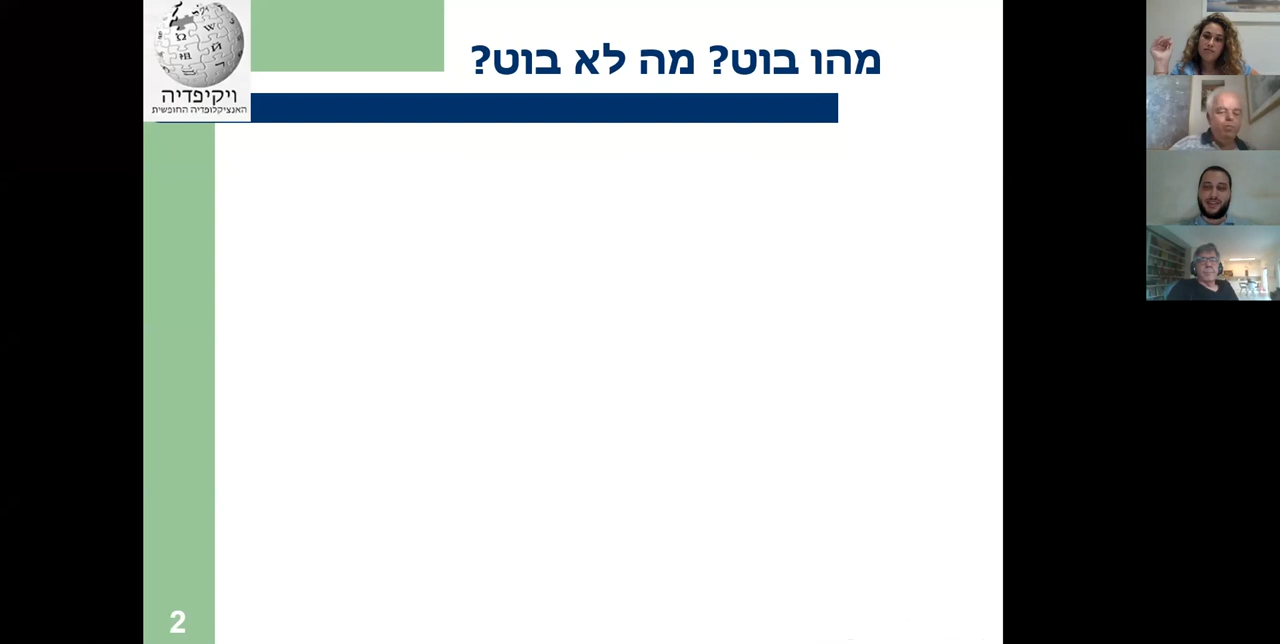 מהו בוט? מה לא בוט?
ויקיפדיה
האנציקלופדיה החופשית
2